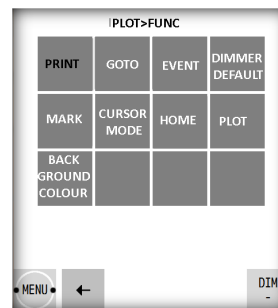 PLOT>FUNC
PRINT GOTO EVENT DIMMER DEFAULT
MARK CURSOR MODE HOME PLOT
BACK GROUND COLOUR
MENU ← DIM
-